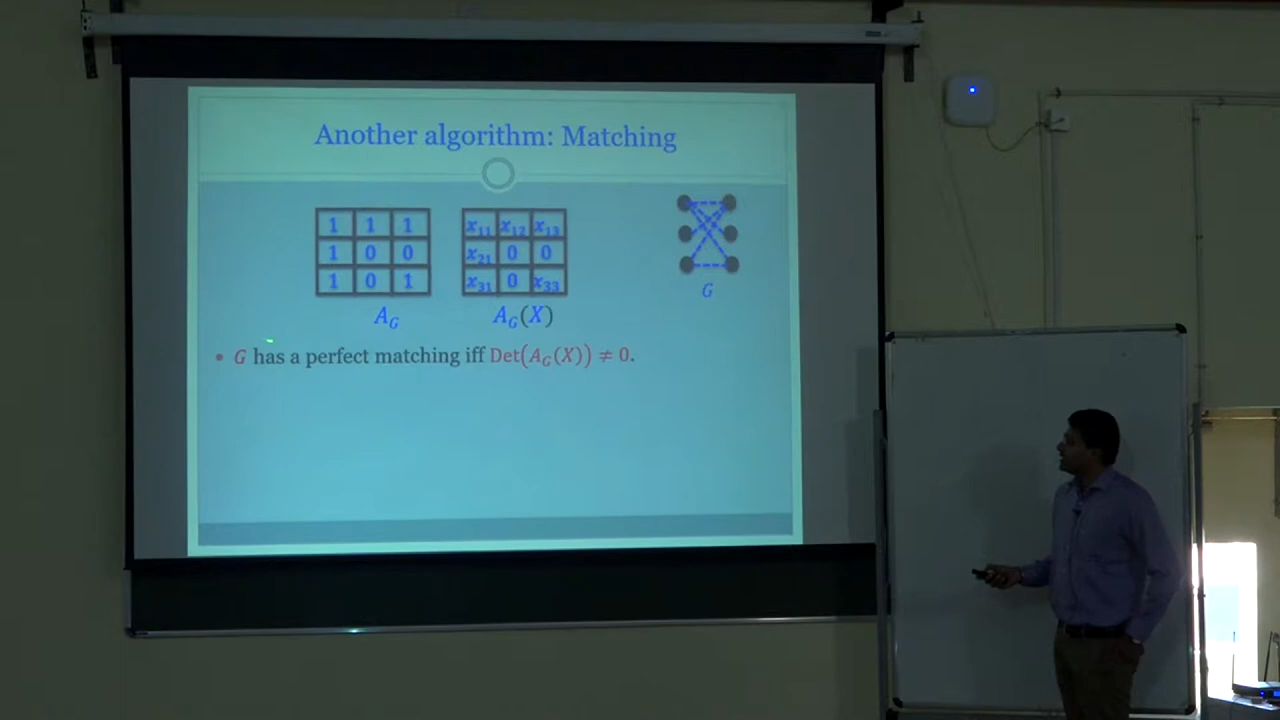 Another algorithm: Matching
1 1 1
1 0 0
1 0 1
A_G
x₁₁ x₁₂ x₁₃
x₂₁ 0 0
x₃₁ 0 x₃₃
A_G(X)
G
• G has a perfect matching iff Det(A_G(X)) ≠ 0.